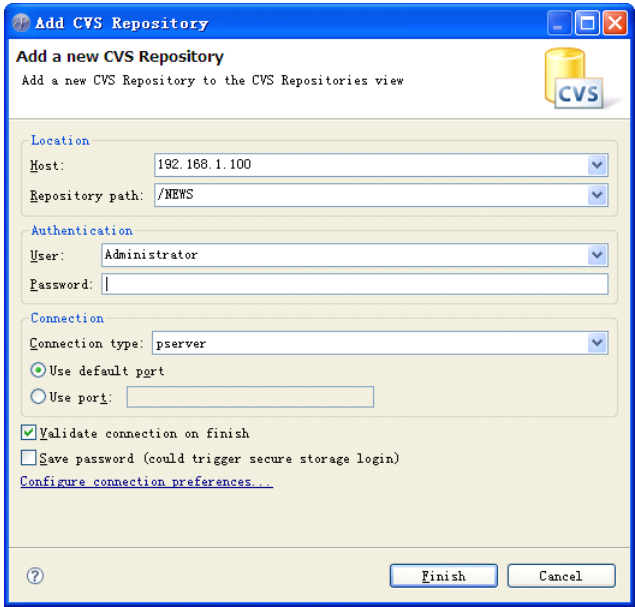 Add CVS Repository
Add a new CVS Repository
Add a new CVS Repository to the CVS Repositories view
CVS
Location
Host: 192.168.1.100
Repository path: /NEWS
Authentication
User: Administrator
Password:
Connection
Connection type: pserver
Use default port
Use port:
Validate connection on finish
Save password (could trigger secure storage login)
Configure connection preferences...
?
Finish Cancel